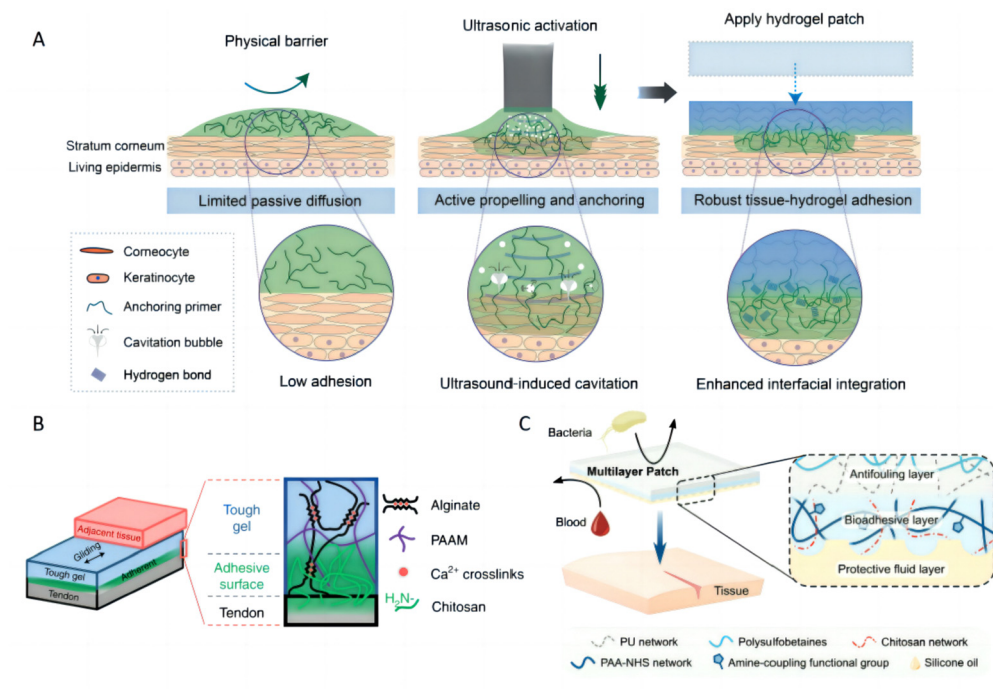 A
Physical barrier
Ultrasonic activation
Apply hydrogel patch
Stratum corneum
Living epidermis
Limited passive diffusion
Active propelling and anchoring
Robust tissue-hydrogel adhesion
Corneocyte
Keratinocyte
Anchoring primer
Cavitation bubble
Hydrogen bond
Low adhesion
Ultrasound-induced cavitation
Enhanced interfacial integration
B
Adjacent tissue
Gliding
Tough gel
Adherent
Tendon
Tough
gel
Adhesive
surface
Tendon
H₂N-
Alginate
PAAM
Ca²⁺ crosslinks
Chitosan
C
Bacteria
Multilayer Patch
Blood
Tissue
Antifouling layer
Bioadhesive layer
Protective fluid layer
PU network
Polysulfobetaines
Chitosan network
PAA-NHS network
Amine-coupling functional group
Silicone oil